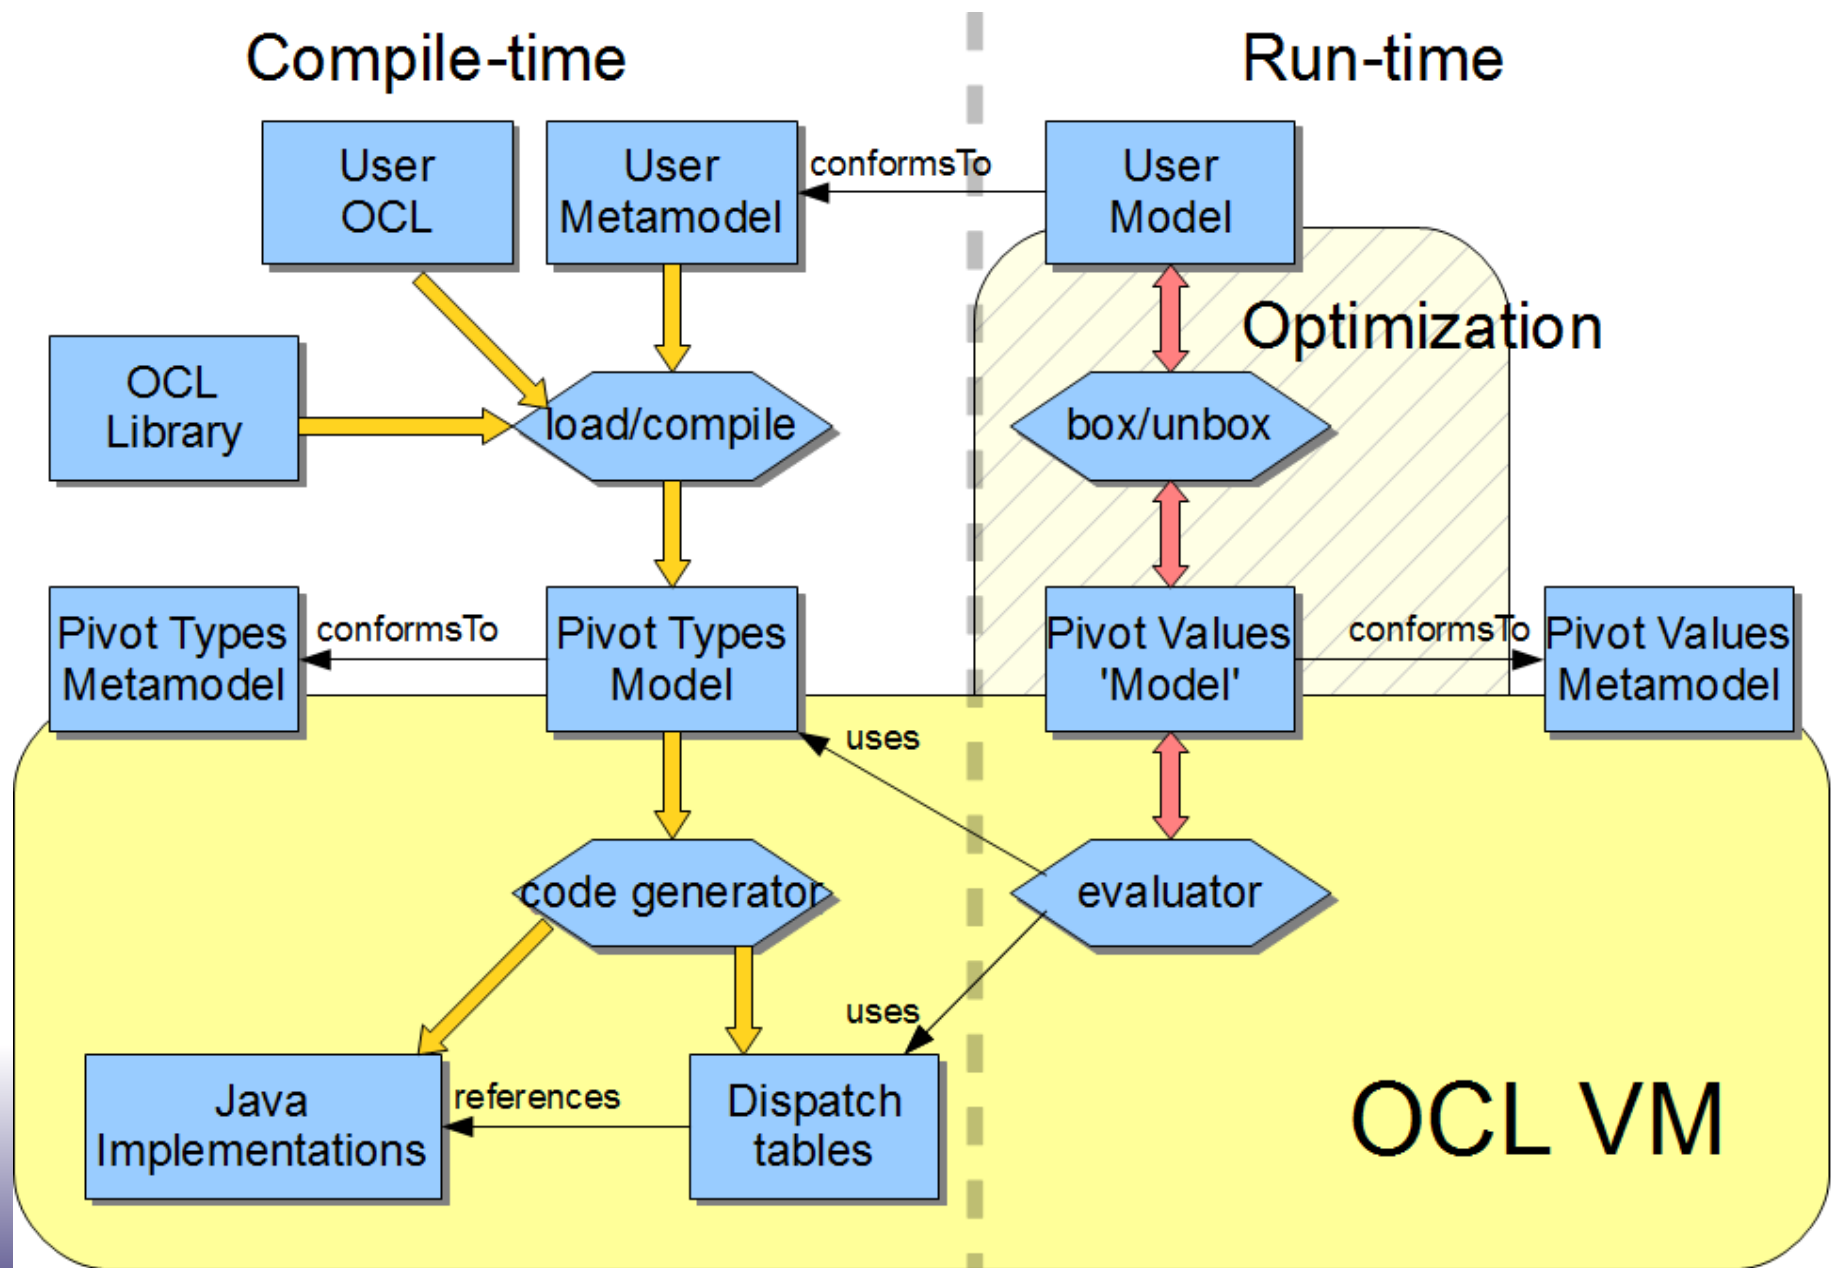 Compile-time
Run-time
User
OCL
User
Metamodel
conformsTo
User
Model
Optimization
OCL
Library
load/compile
box/unbox
Pivot Types
Metamodel
conformsTo
Pivot Types
Model
Pivot Values
'Model'
conformsTo
Pivot Values
Metamodel
uses
code generator
evaluator
uses
Java
Implementations
references
Dispatch
tables
OCL VM